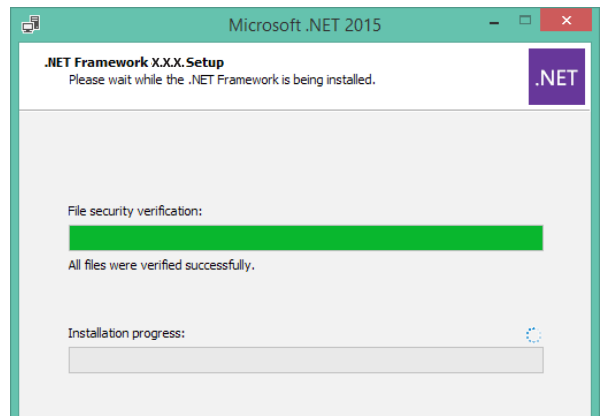 Microsoft .NET 2015
.NET Framework X.X.X.Setup
Please wait while the .NET Framework is being installed.
.NET
File security verification:
All files were verified successfully.
Installation progress: